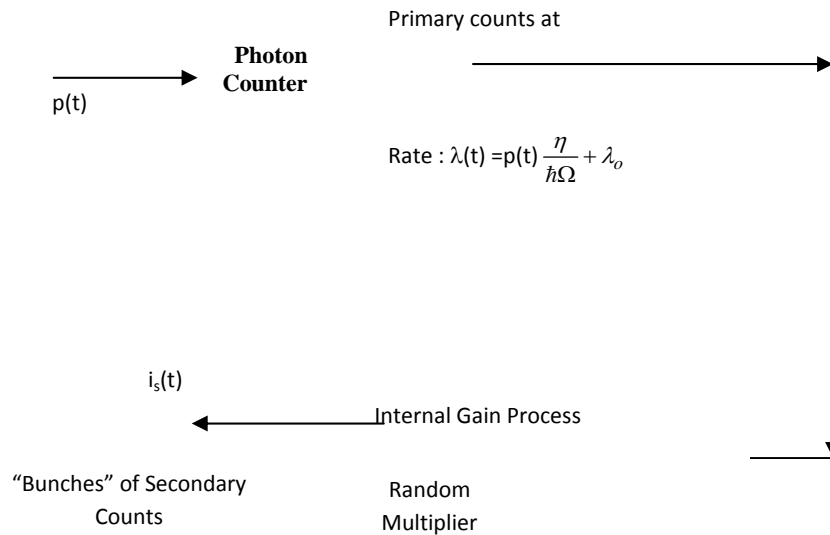 Primary counts at
Photon
Counter
p(t)
Rate : λ(t) =p(t) η/ħΩ + λₒ
iₛ(t)
Internal Gain Process
"Bunches" of Secondary
Counts
Random
Multiplier